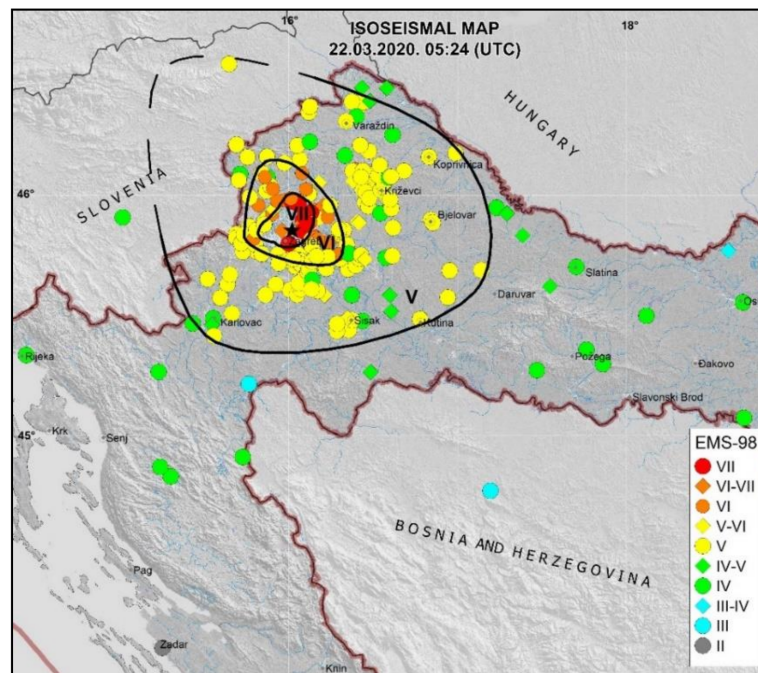 16°
18°
ISOSEISMAL MAP
22.03.2020. 05:24 (UTC)
HUNGARY
Varaždin
Koprivnica
46°
SLOVENIA
Križevci
VII
Bjelovar
VI
Slatina
V
Daruvar
Karlovac
Sisak
Kutina
Rijeka
Požega
Đakovo
Slavonski Brod
Krk
Senj
45°
EMS-98
VII
VI-VII
VI
V-VI
V
IV-V
IV
III-IV
III
II
BOSNIA AND HERZEGOVINA
Pag
Zadar
Knin